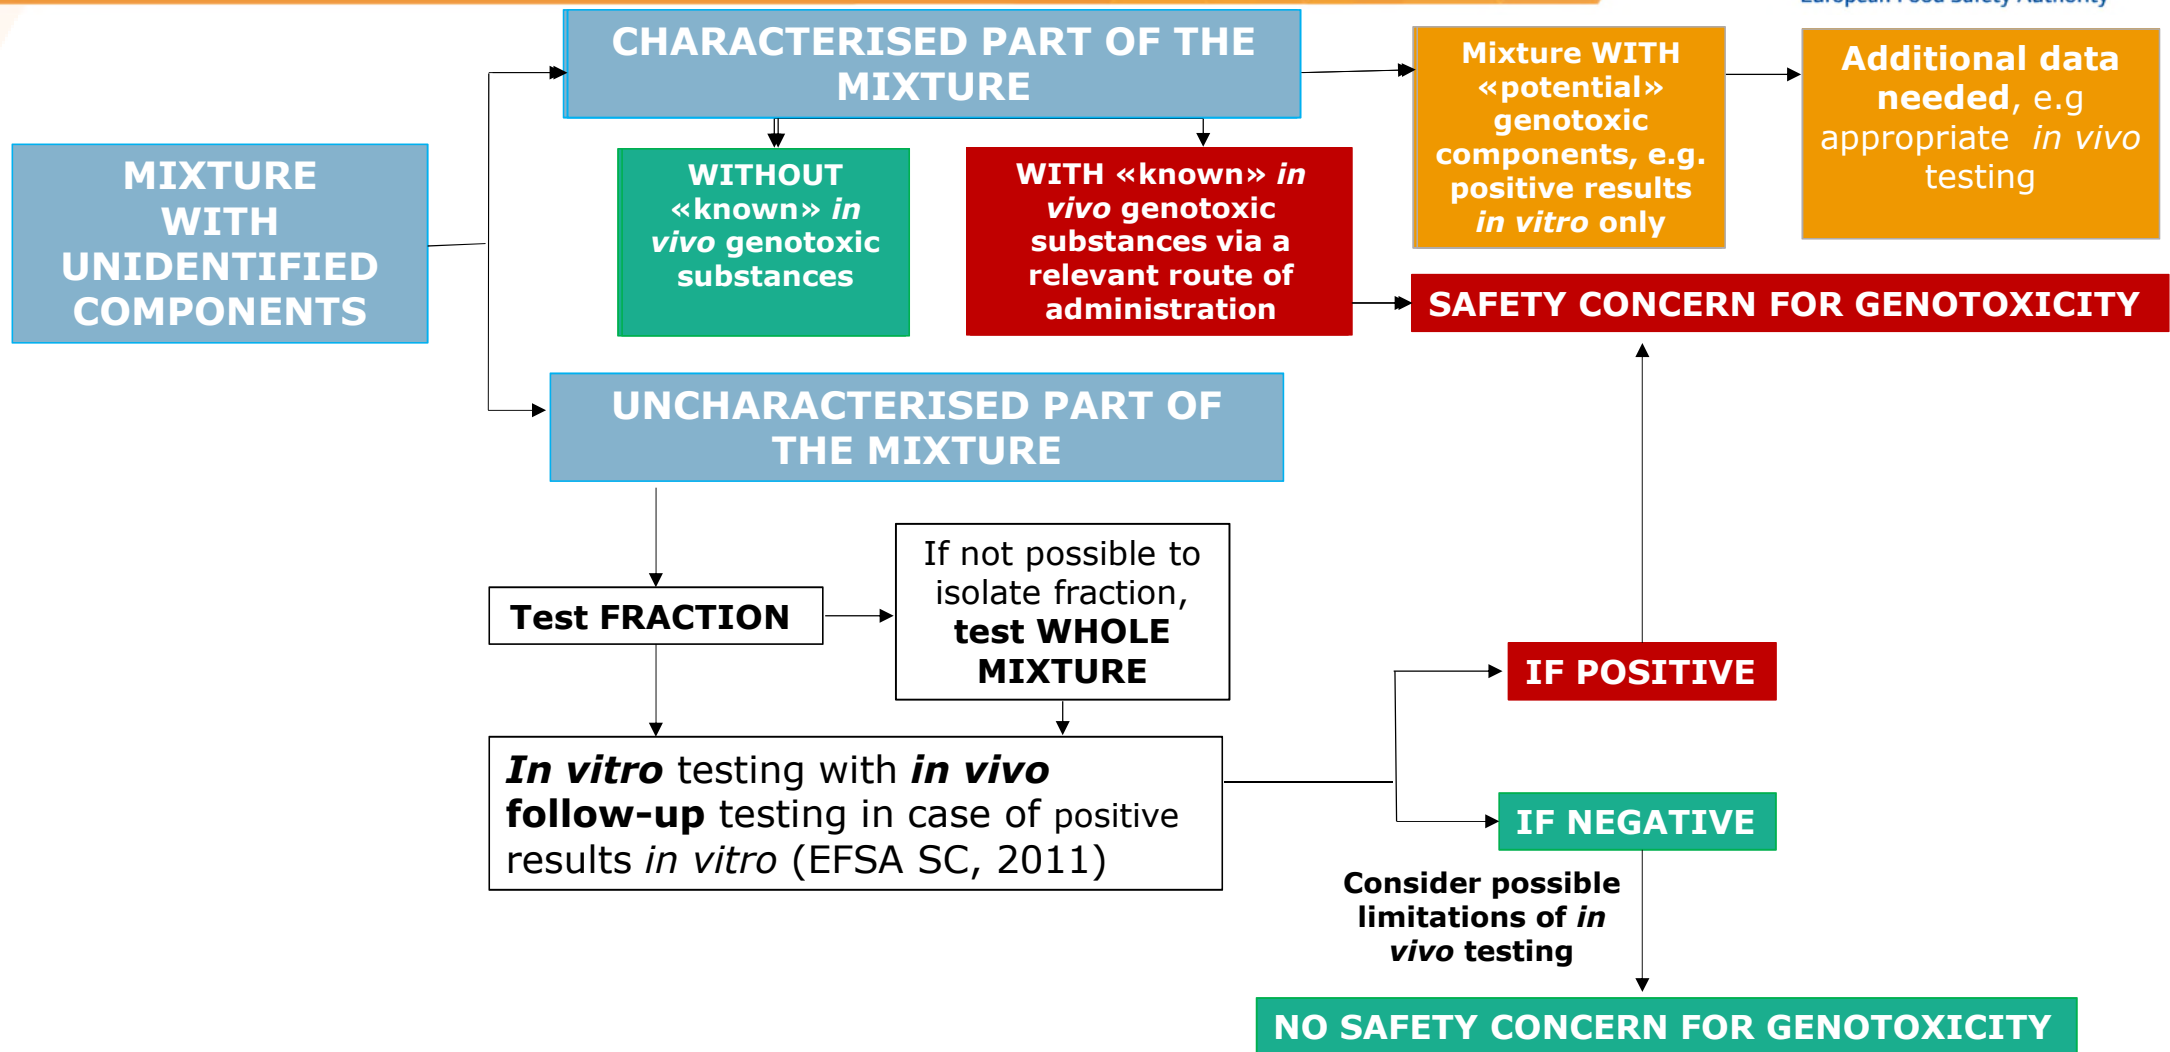 European Food Safety Authority
CHARACTERISED PART OF THE
MIXTURE
Mixture WITH
«potential»
genotoxic
components, e.g.
positive results
in vitro only
Additional data
needed, e.g
appropriate in vivo
testing
MIXTURE
WITH
UNIDENTIFIED
COMPONENTS
WITHOUT
«known» in
vivo genotoxic
substances
WITH «known» in
vivo genotoxic
substances via a
relevant route of
administration
SAFETY CONCERN FOR GENOTOXICITY
UNCHARACTERISED PART OF
THE MIXTURE
Test FRACTION
If not possible to
isolate fraction,
test WHOLE
MIXTURE
In vitro testing with in vivo
follow-up testing in case of positive
results in vitro (EFSA SC, 2011)
IF POSITIVE
IF NEGATIVE
Consider possible
limitations of in
vivo testing
NO SAFETY CONCERN FOR GENOTOXICITY